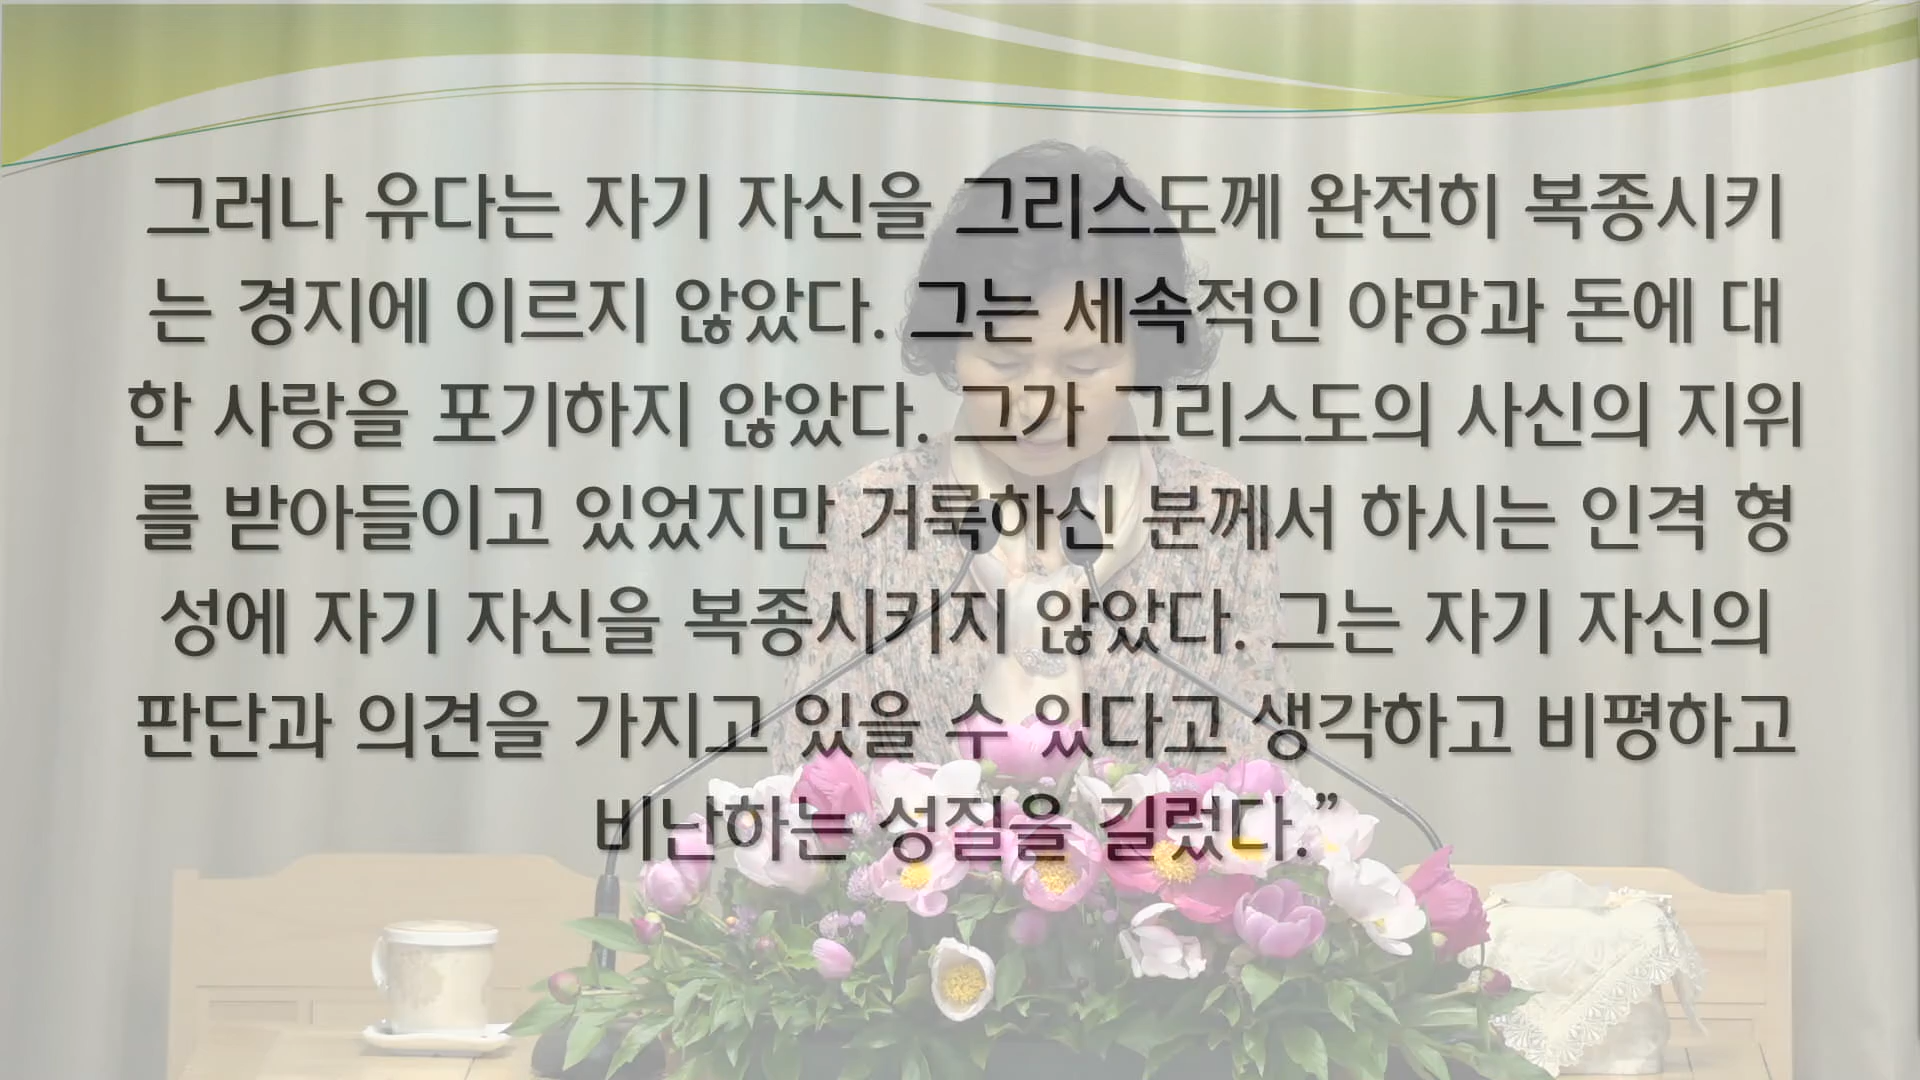 그러나 유다는 자기 자신을 그리스도께 완전히 복종시키
는 경지에 이르지 않았다. 그는 세속적인 야망과 돈에 대
한 사랑을 포기하지 않았다. 그가 그리스도의 사신의 지위
를 받아들이고 있었지만 거룩하신 분께서 하시는 인격 형
성에 자기 자신을 복종시키지 않았다. 그는 자기 자신의
판단과 의견을 가지고 있을 수 있다고 생각하고 비평하고
비난하는 성질을 길렀다.”